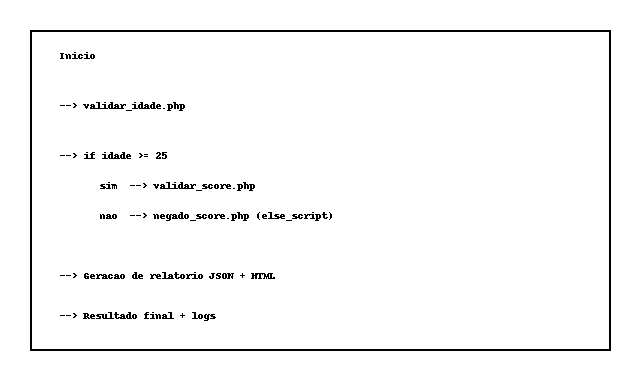 Inicio
--> validar_idade.php
--> if idade >= 25
sim --> validar_score.php
nao --> negado_score.php (else_script)
--> Geracao de relatorio JSON + HTML
--> Resultado final + logs